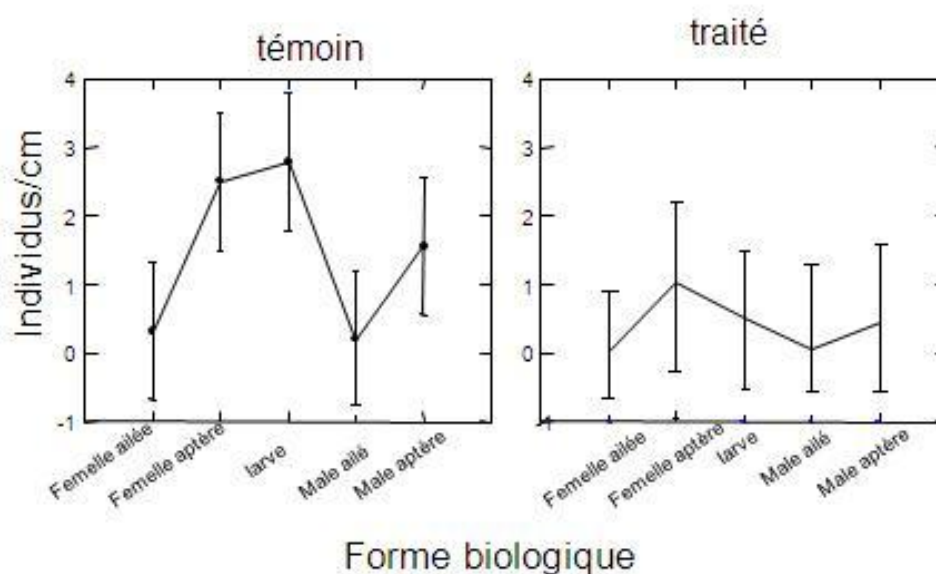 témoin
traité
Individus/cm
4
3
2
1
0
-1
Femelle ailée
Femelle aptère
larve
Male ailé
Male aptère
4
3
2
1
0
-1
Femelle ailée
Femelle aptère
larve
Male ailé
Male aptère
Forme biologique